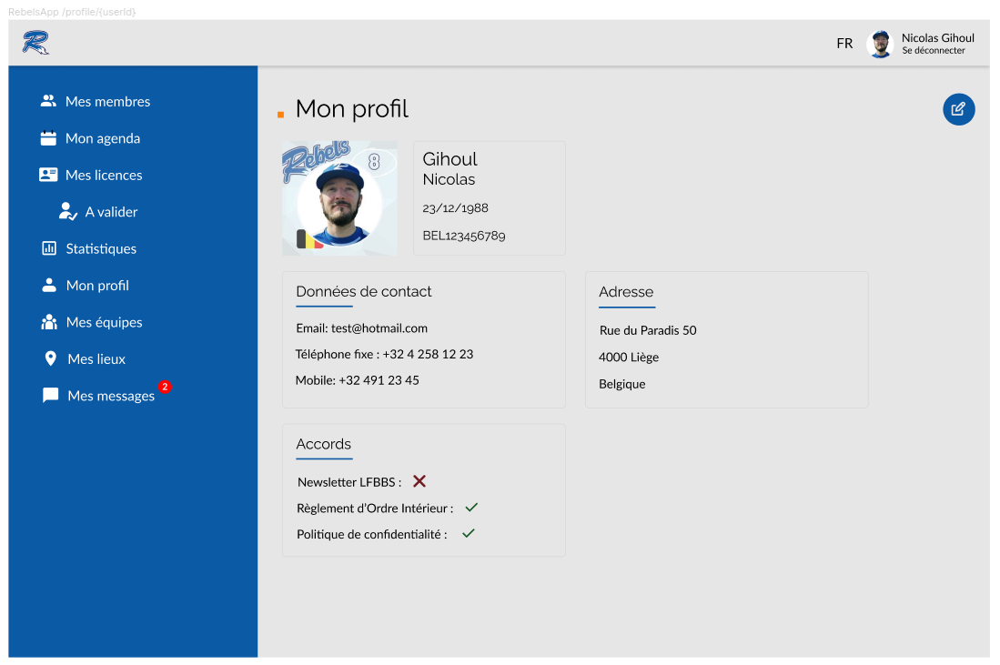 RebelsApp /profile/{userId}
R
FR
Nicolas Gihoul
Se déconnecter
Mes membres
Mon agenda
Mes licences
A valider
Statistiques
Mon profil
Mes équipes
Mes lieux
Mes messages
2
Mon profil
Rebels
8
Gihoul
Nicolas
23/12/1988
BEL123456789
Données de contact
Email: test@hotmail.com
Téléphone fixe : +32 4 258 12 23
Mobile: +32 491 23 45
Adresse
Rue du Paradis 50
4000 Liège
Belgique
Accords
Newsletter LFBBS :
Règlement d’Ordre Intérieur :
Politique de confidentialité :